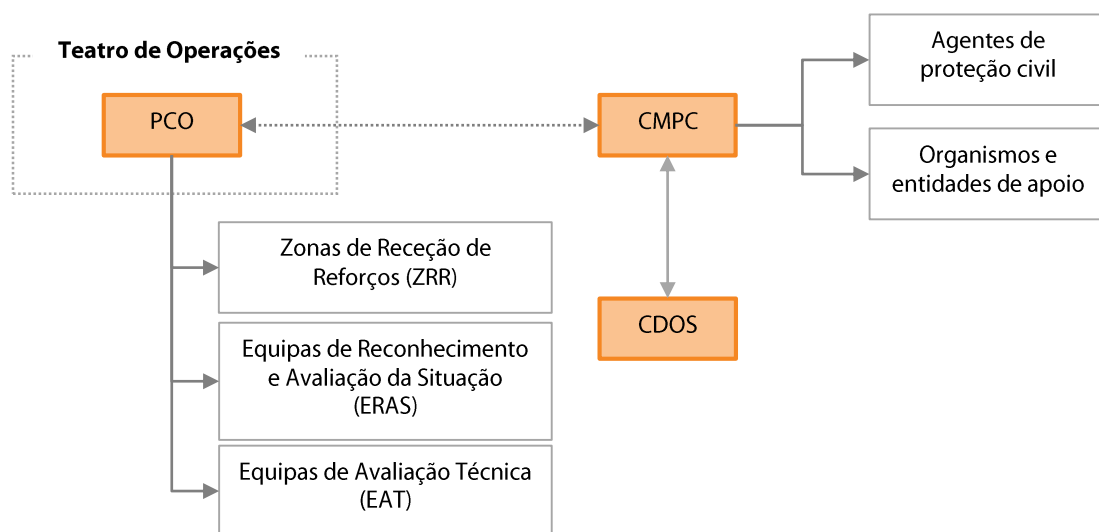 Teatro de Operações
PCO
CMPC
Agentes de
proteção civil
Organismos e
entidades de apoio
Zonas de Receção de
Reforços (ZRR)
CDOS
Equipas de Reconhecimento
e Avaliação da Situação
(ERAS)
Equipas de Avaliação Técnica
(EAT)